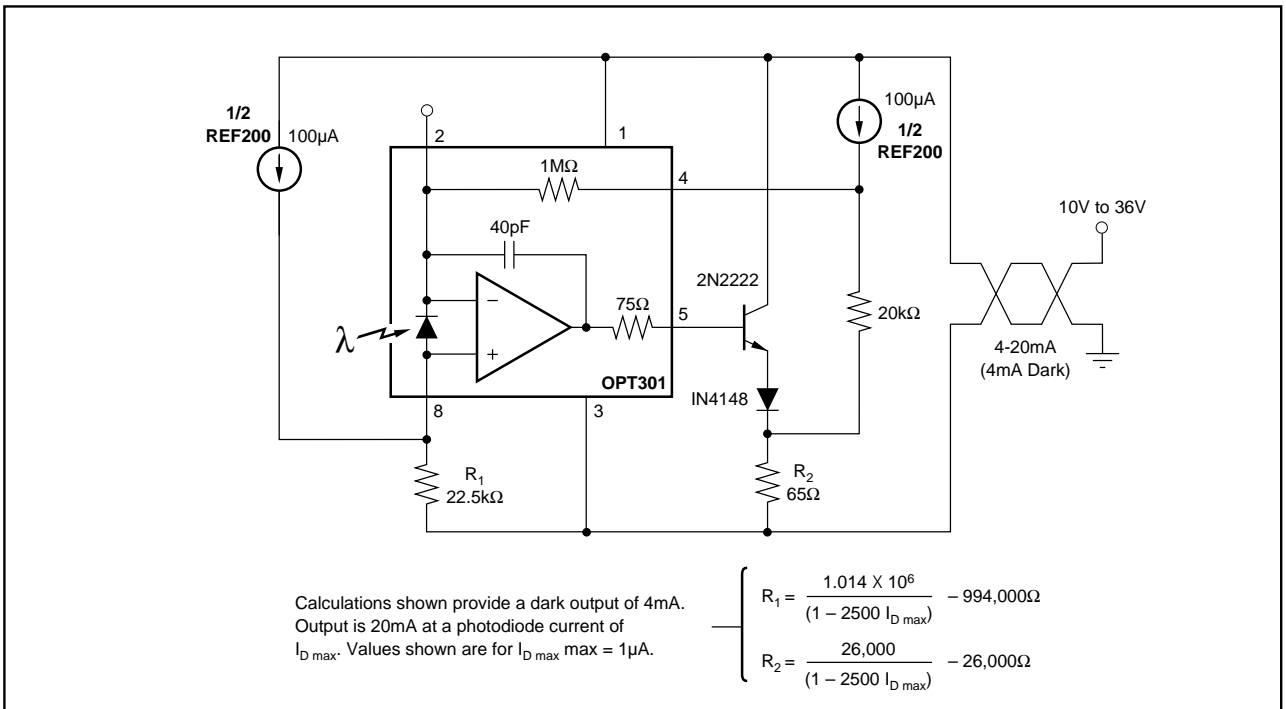 1/2
REF200
100µA
2
1
100µA
1/2
REF200
1MΩ
4
10V to 36V
40pF
2N2222
75Ω
5
20kΩ
λ
−
+
4-20mA
(4mA Dark)
OPT301
IN4148
8
3
R1
22.5kΩ
R2
65Ω
Calculations shown provide a dark output of 4mA.
Output is 20mA at a photodiode current of
ID max. Values shown are for ID max max = 1µA.
R1 = 1.014 X 10⁶ / (1 – 2500 ID max) – 994,000Ω
R2 = 26,000 / (1 – 2500 ID max) – 26,000Ω